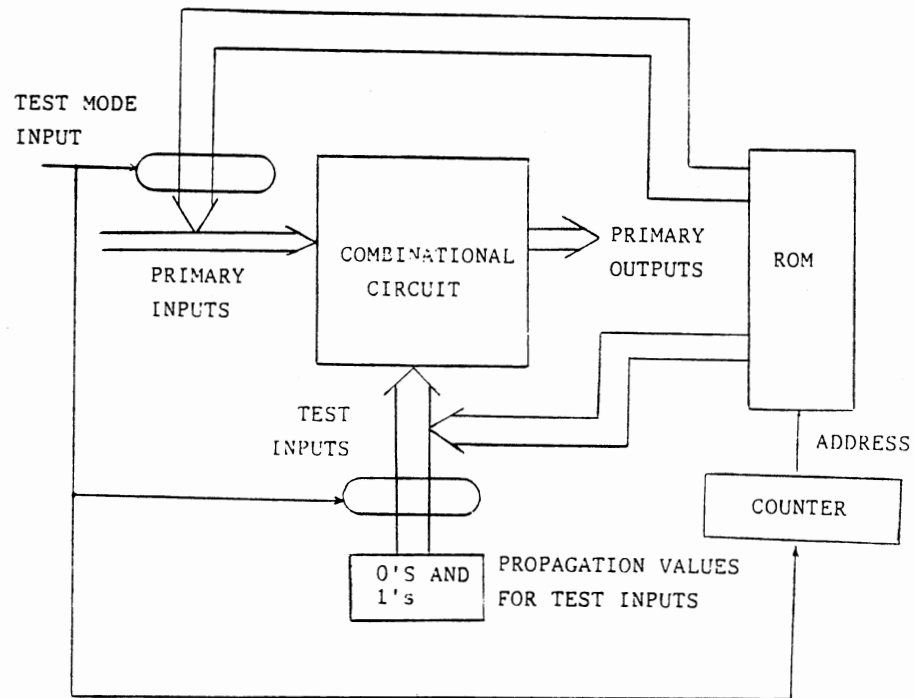 TEST MODE
INPUT
PRIMARY
INPUTS
COMBINATIONAL
CIRCUIT
PRIMARY
OUTPUTS
ROM
TEST
INPUTS
ADDRESS
COUNTER
0'S AND
1's
PROPAGATION VALUES
FOR TEST INPUTS